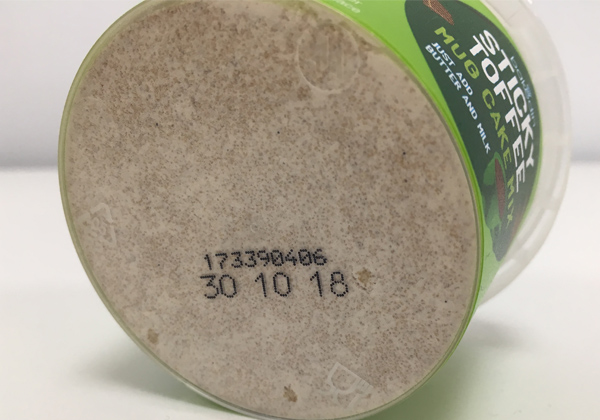 STICKY
TOFFEE
MUG CAKE MIX
JUST ADD
BUTTER AND MILK
173390406
30 10 18